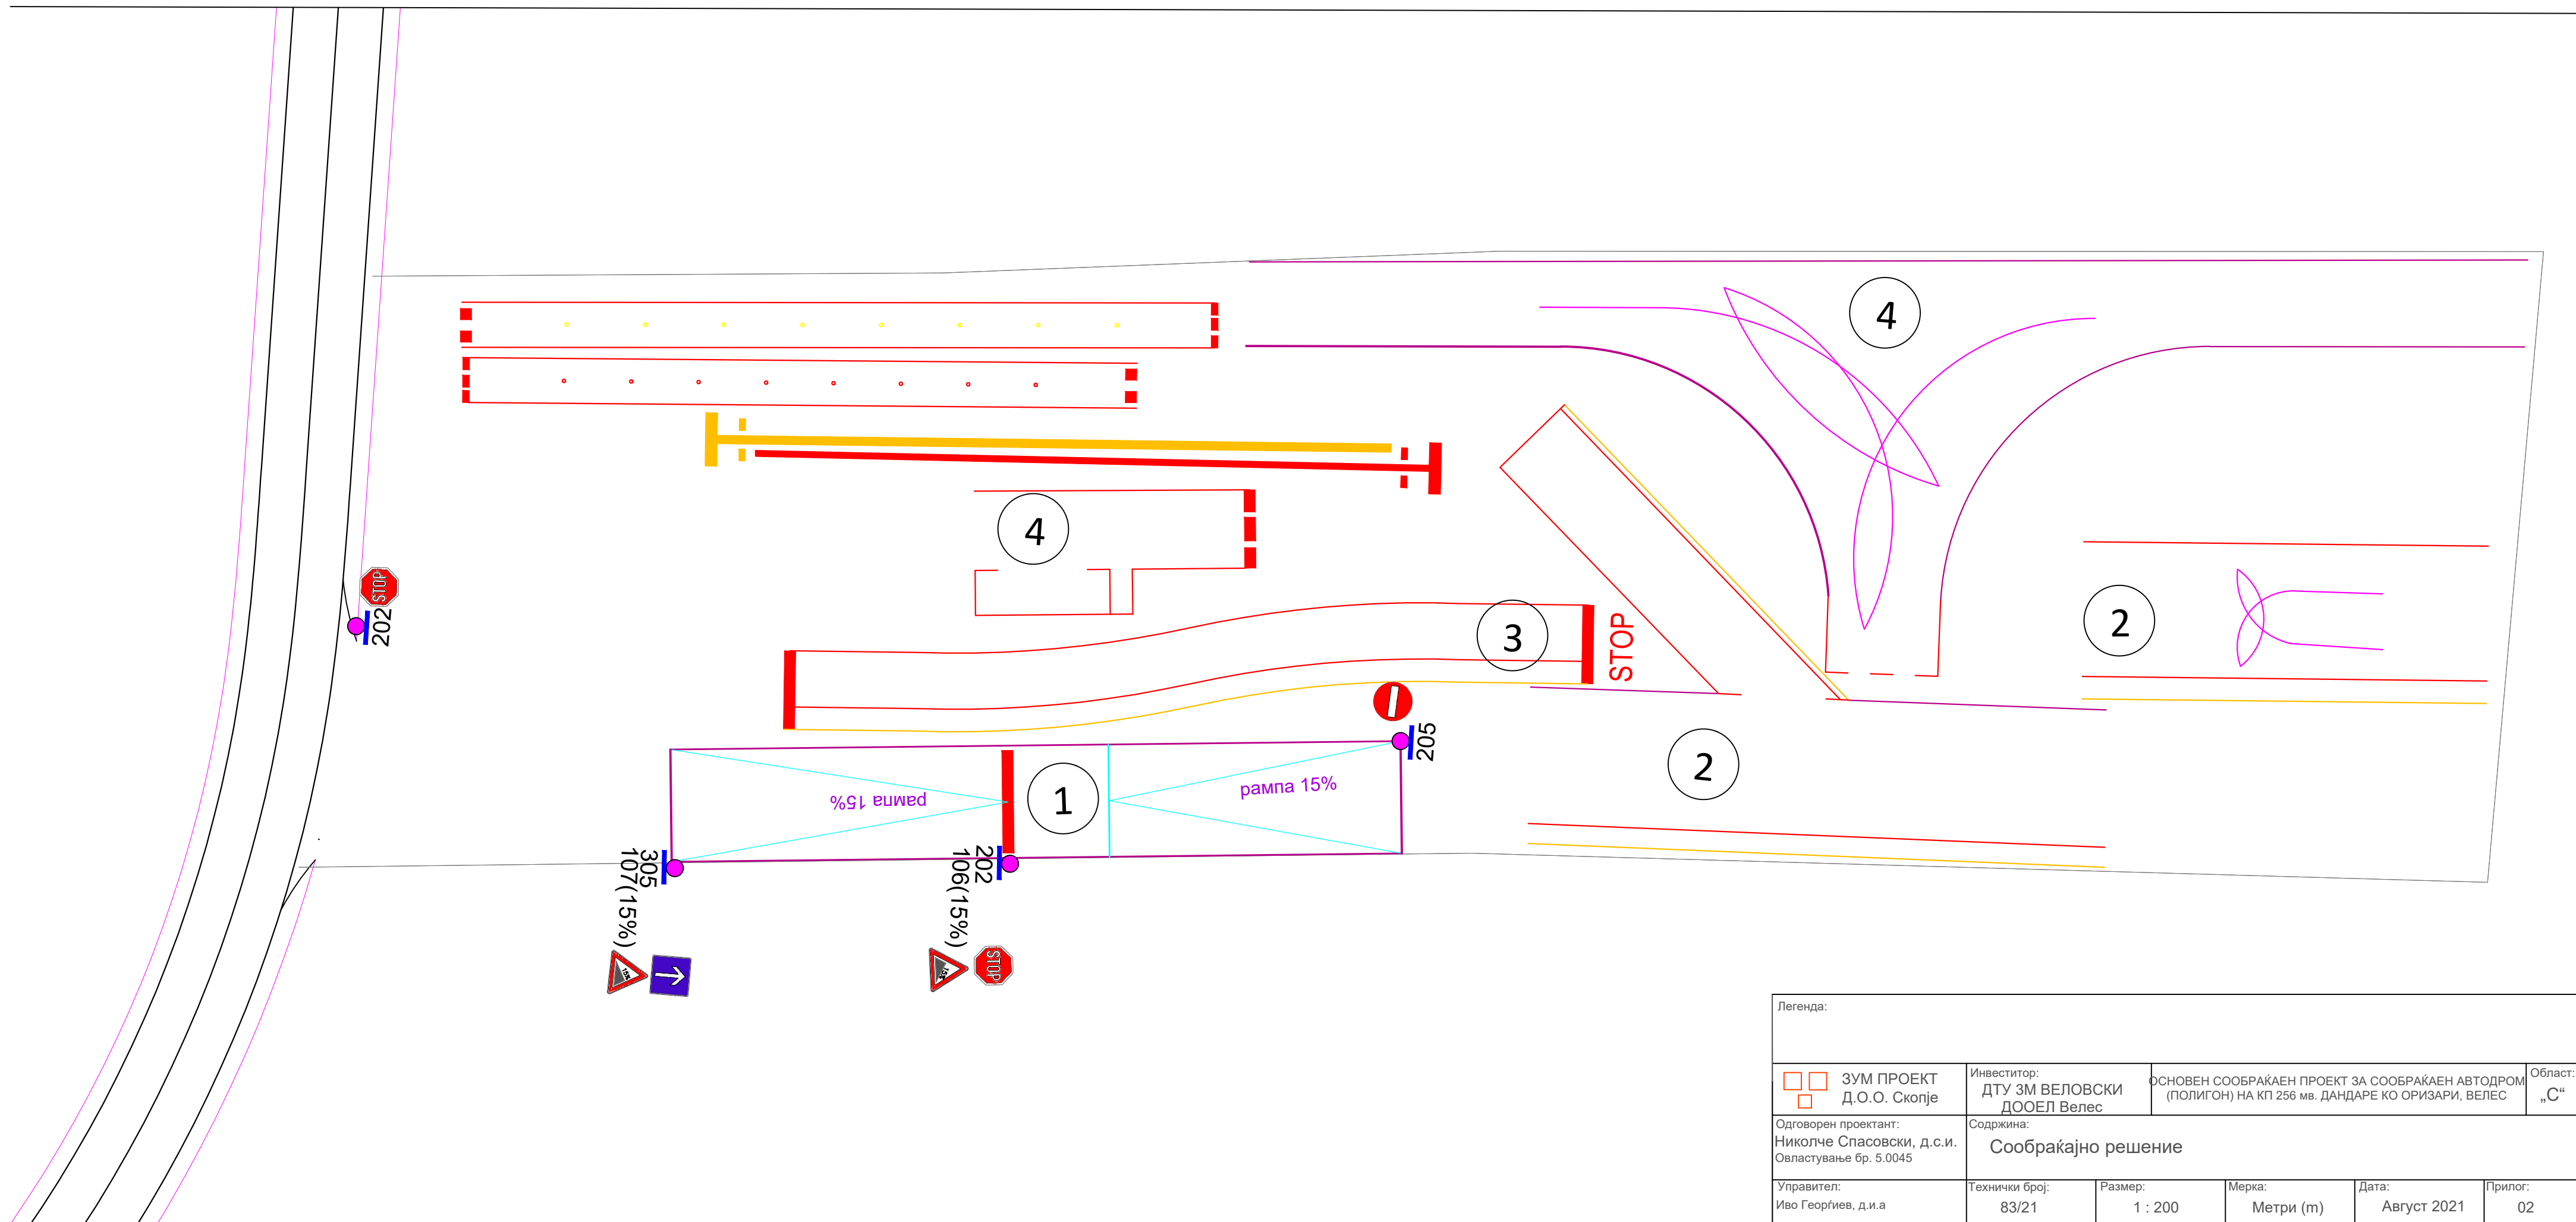 4
4
STOP
202
3
STOP
2
205
2
1
рампа 15%
рампа 15%
305
107(15%)
202
106(15%)
15%
15%
STOP
Легенда:
ЗУМ ПРОЕКТ
Д.О.О. Скопје
Инвеститор:
ДТУ ЗМ ВЕЛОВСКИ
ДООЕЛ Велес
ОСНОВЕН СООБРАЌАЕН ПРОЕКТ ЗА СООБРАЌАЕН АВТОДРОМ
(ПОЛИГОН) НА КП 256 мв. ДАНДАРЕ КО ОРИЗАРИ, ВЕЛЕС
Област:
„С“
Одговорен проектант:
Николче Спасовски, д.с.и.
Овластување бр. 5.0045
Содржина:
Сообраќајно решение
Управител:
Иво Георѓиев, д.и.а
Технички број:
83/21
Размер:
1 : 200
Мерка:
Метри (m)
Дата:
Август 2021
Прилог:
02